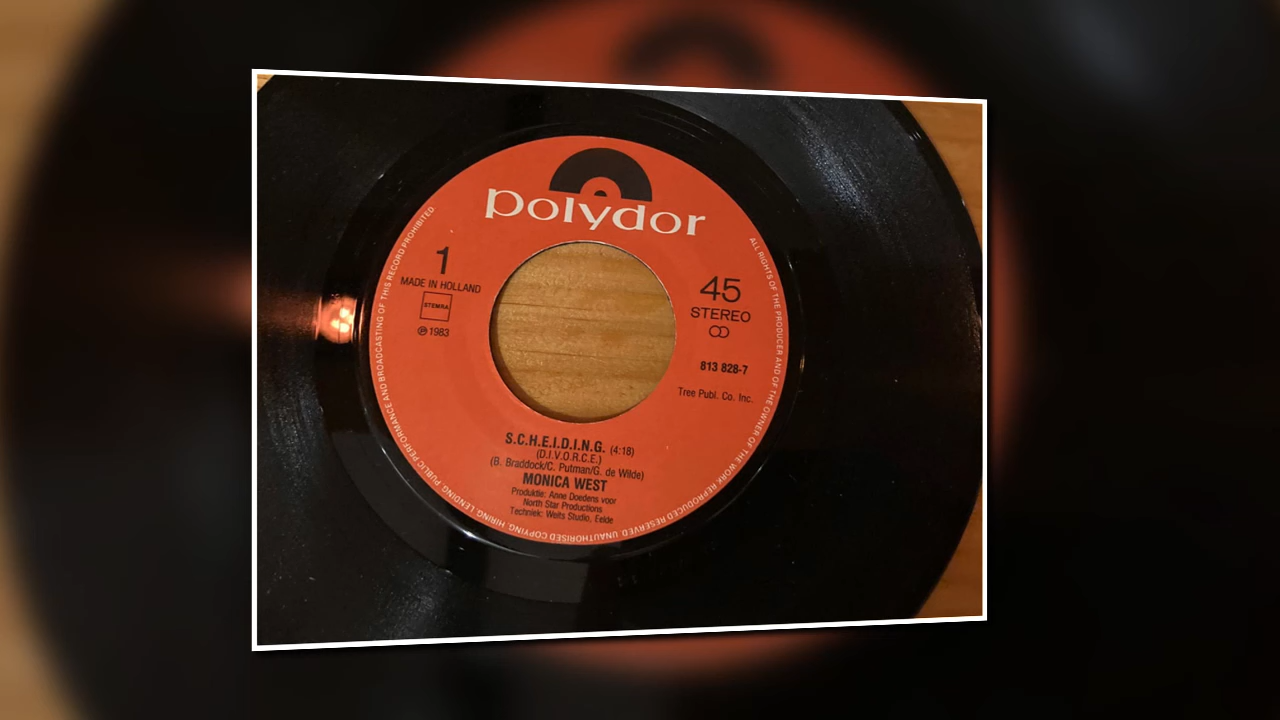 polydor
1
MADE IN HOLLAND
STEMRA
℗ 1983
45
STEREO
813 828-7
Tree Publ. Co. Inc.
S.C.H.E.I.D.I.N.G. (4:18)
(D.I.V.O.R.C.E.)
(B. Braddock/C. Putman/G. de Wilde)
MONICA WEST
Produktie: Anne Doedens voor
North Star Productions
Techniek: Welts Studio, Eelde
ALL RIGHTS OF THE PRODUCER AND OF THE OWNER OF THE WORK REPRODUCED RESERVED. UNAUTHORISED COPYING, HIRING, LENDING, PUBLIC PERFORMANCE AND BROADCASTING OF THIS RECORD PROHIBITED